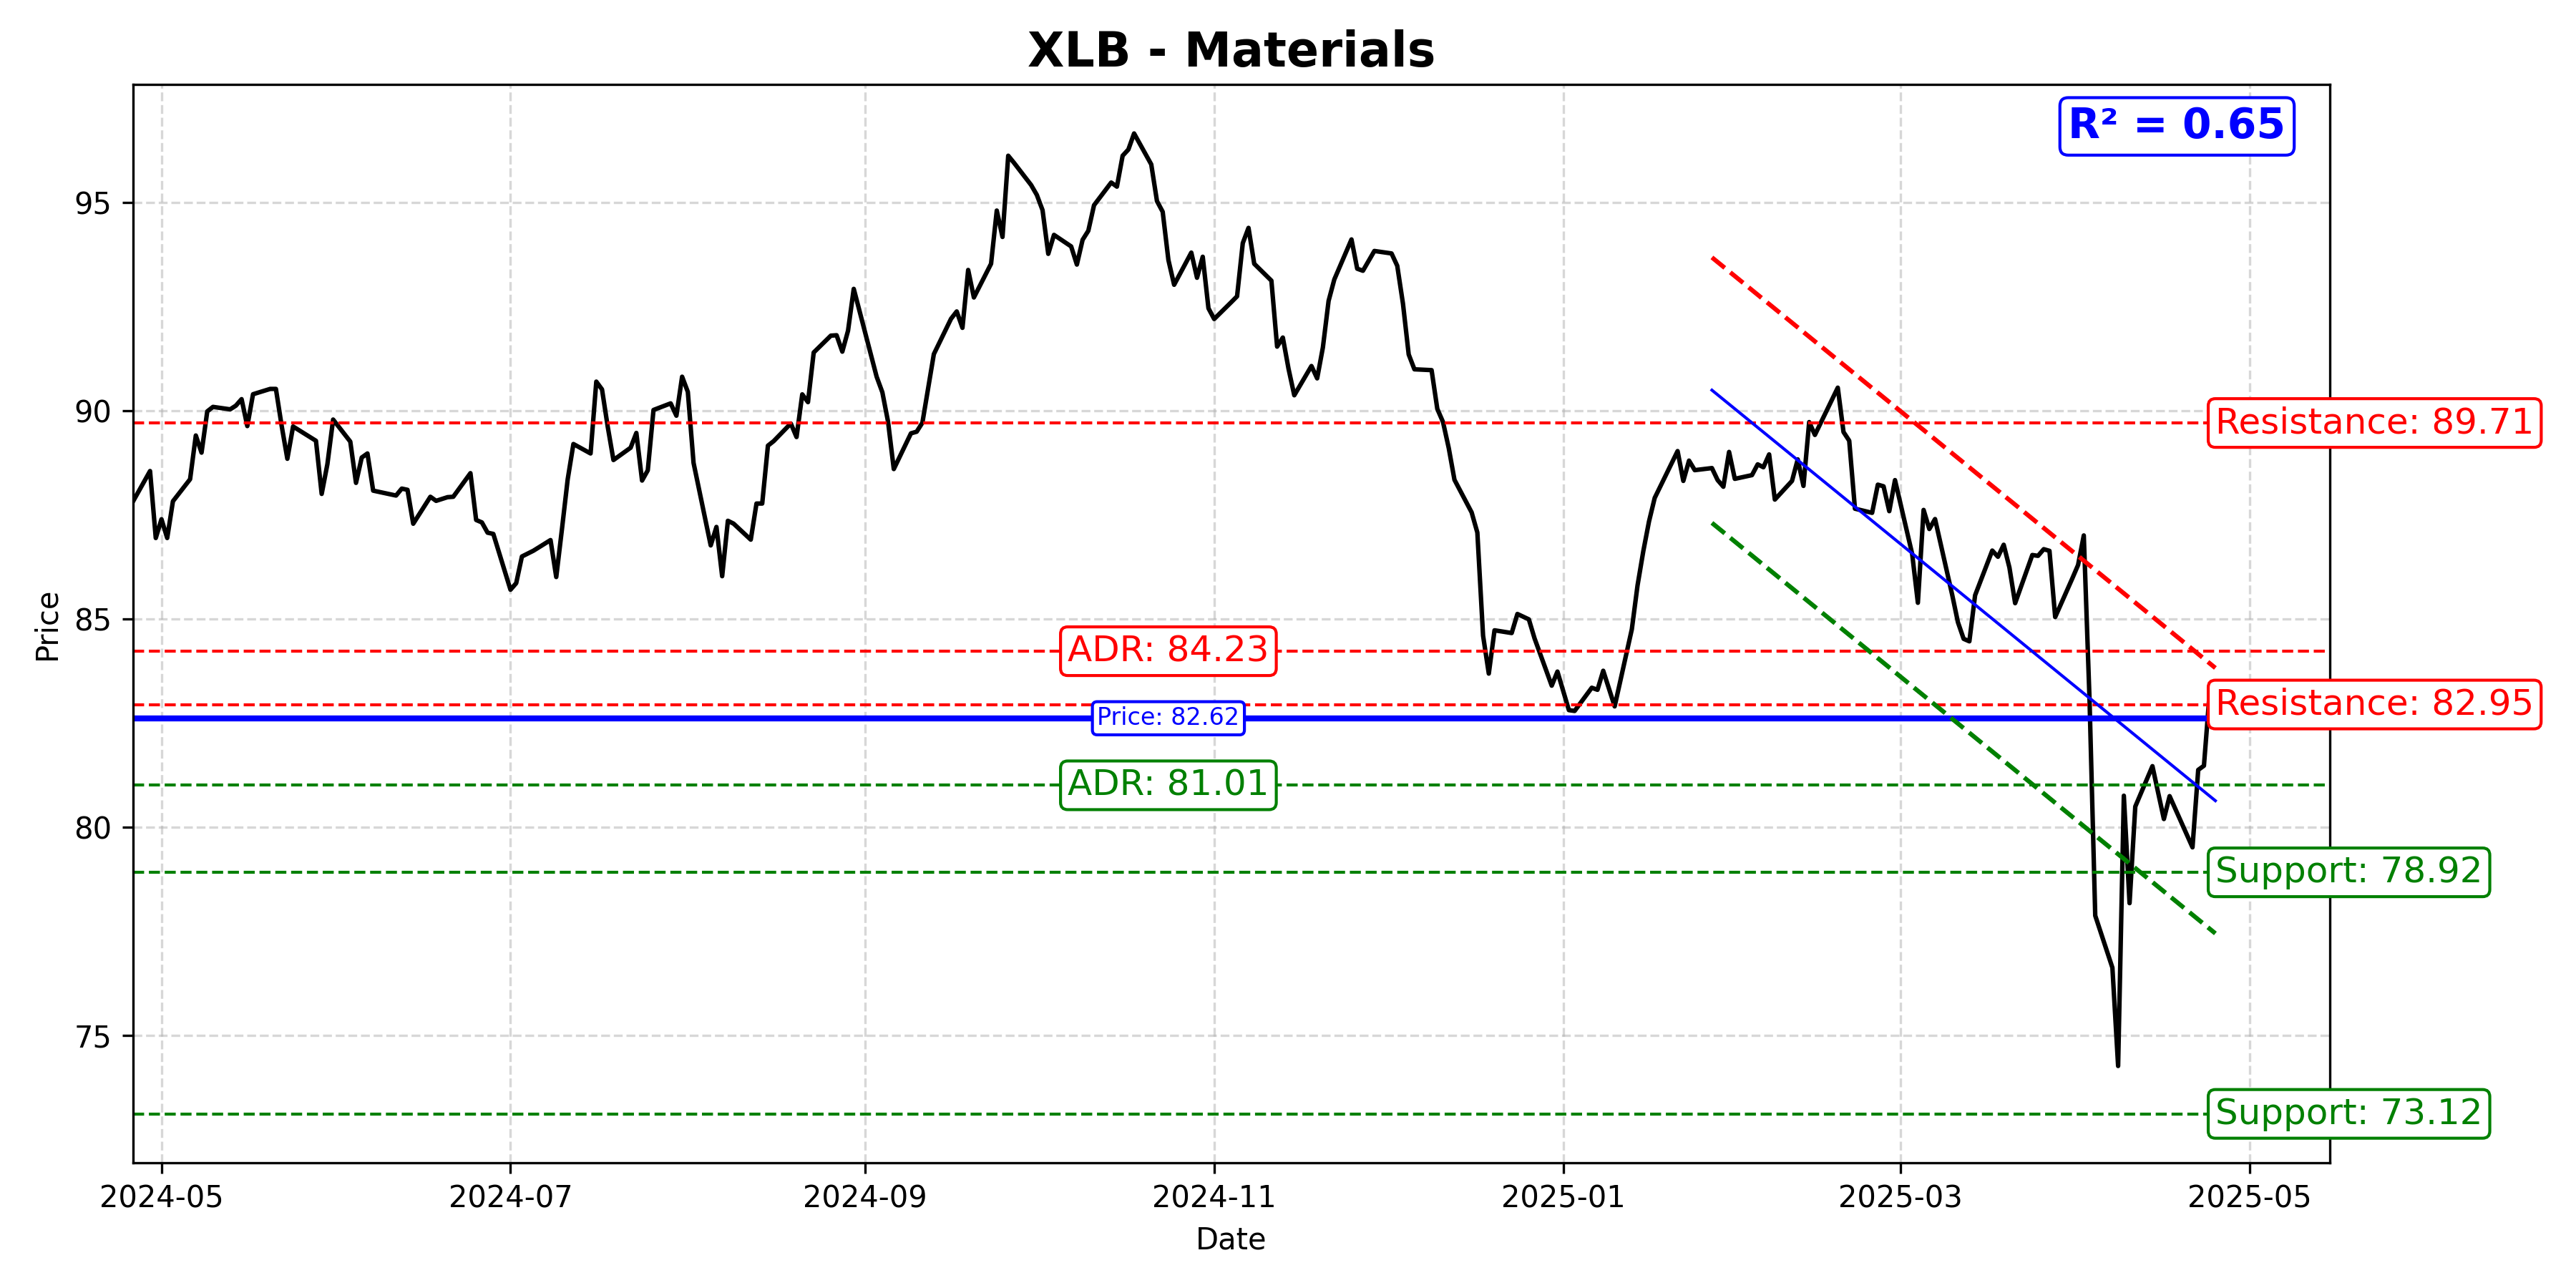 XLB - Materials
R² = 0.65
95
90
85
80
75
Price
Resistance: 89.71
ADR: 84.23
Resistance: 82.95
Price: 82.62
ADR: 81.01
Support: 78.92
Support: 73.12
2024-05
2024-07
2024-09
2024-11
2025-01
2025-03
2025-05
Date